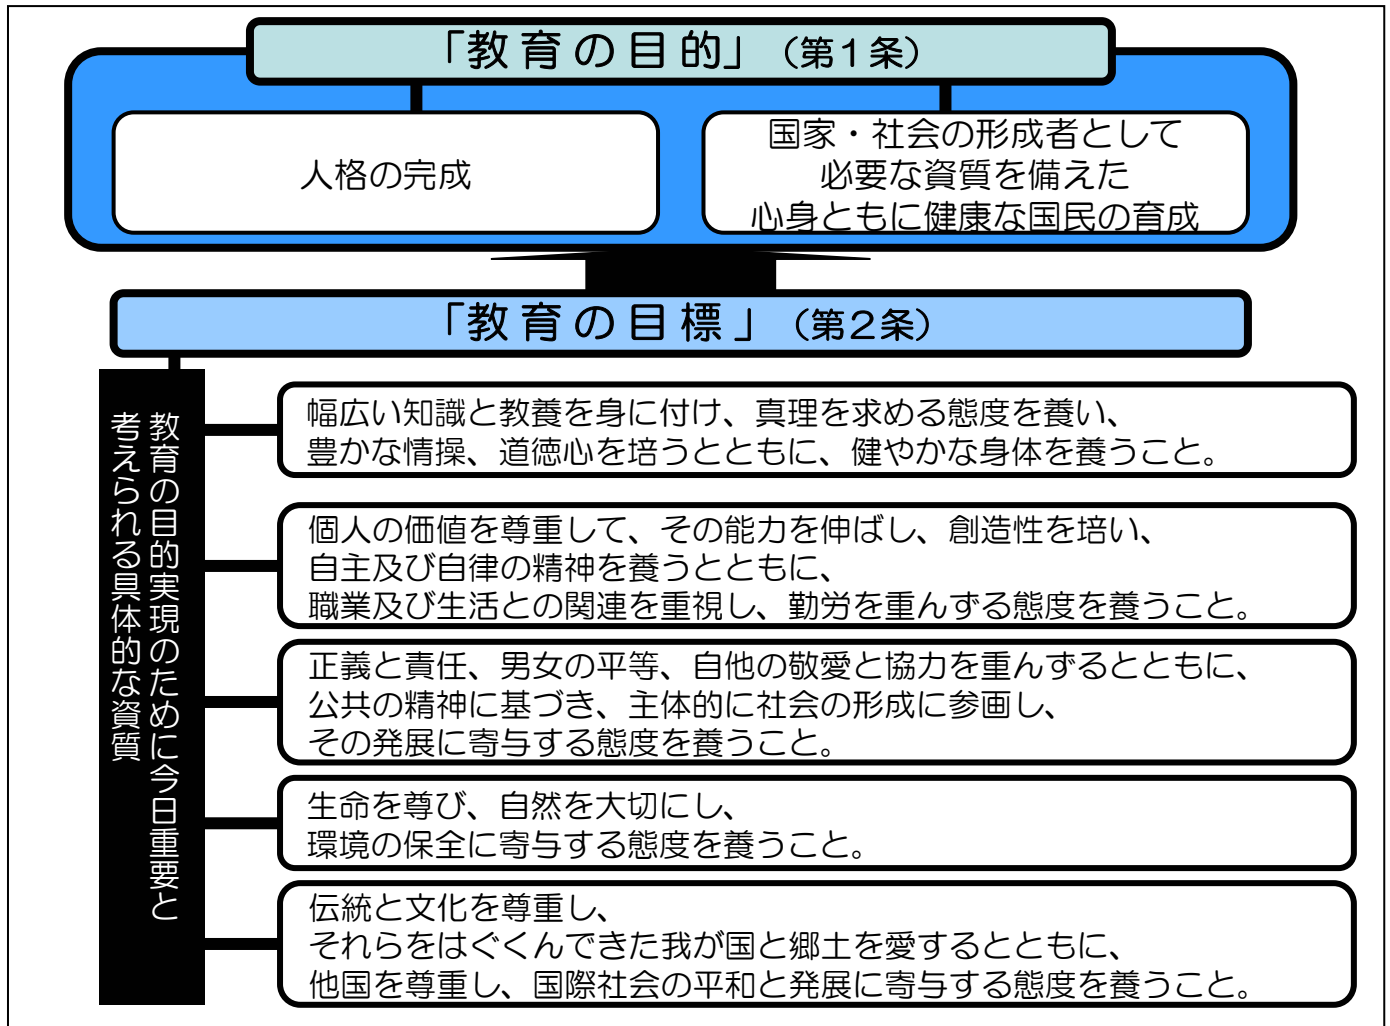 「教育の目的」（第１条）
人格の完成
国家・社会の形成者として
必要な資質を備えた
心身ともに健康な国民の育成
「教育の目標」（第２条）
教育の目的実現のために今日重要と
考えられる具体的な資質
幅広い知識と教養を身に付け、真理を求める態度を養い、
豊かな情操、道徳心を培うとともに、健やかな身体を養うこと。
個人の価値を尊重して、その能力を伸ばし、創造性を培い、
自主及び自律の精神を養うとともに、
職業及び生活との関連を重視し、勤労を重んずる態度を養うこと。
正義と責任、男女の平等、自他の敬愛と協力を重んずるとともに、
公共の精神に基づき、主体的に社会の形成に参画し、
その発展に寄与する態度を養うこと。
生命を尊び、自然を大切にし、
環境の保全に寄与する態度を養うこと。
伝統と文化を尊重し、
それらをはぐくんできた我が国と郷土を愛するとともに、
他国を尊重し、国際社会の平和と発展に寄与する態度を養うこと。